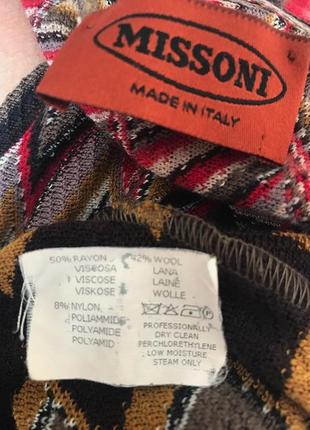 MISSONI
MADE IN ITALY
50% RAYON
VISCOSA
VISCOSE
VISKOSE
8% NYLON
POLIAMMIDE
POLYAMIDE
POLYAMID
42% WOOL
LANA
LAINE
WOLLE
PROFESSIONALLY
DRY CLEAN
PERCHLORETHYLENE
LOW MOISTURE
STEAM ONLY